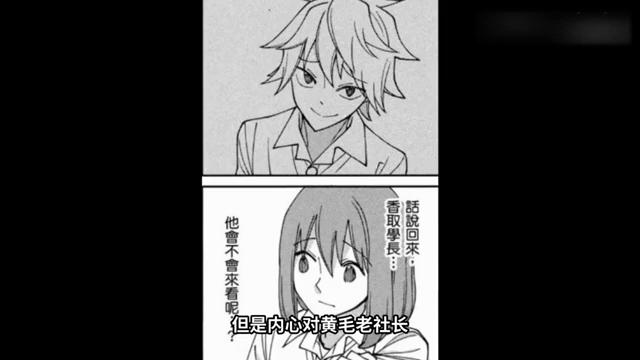 話說回來，
香取學長…
他會不會來看呢…？
但是内心对黄毛老社长